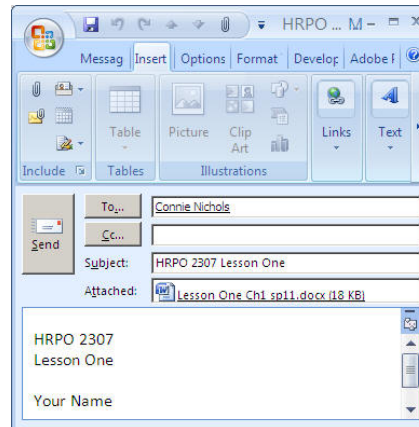 HRPO ... M
Messag Insert Options Format Develop Adobe F
Table
Picture
Clip Art
Links
Text
Include
Tables
Illustrations
Send
To...
Connie Nichols
Cc...
Subject:
HRPO 2307 Lesson One
Attached:
Lesson One Ch1 sp11.docx (18 KB)
HRPO 2307
Lesson One
Your Name